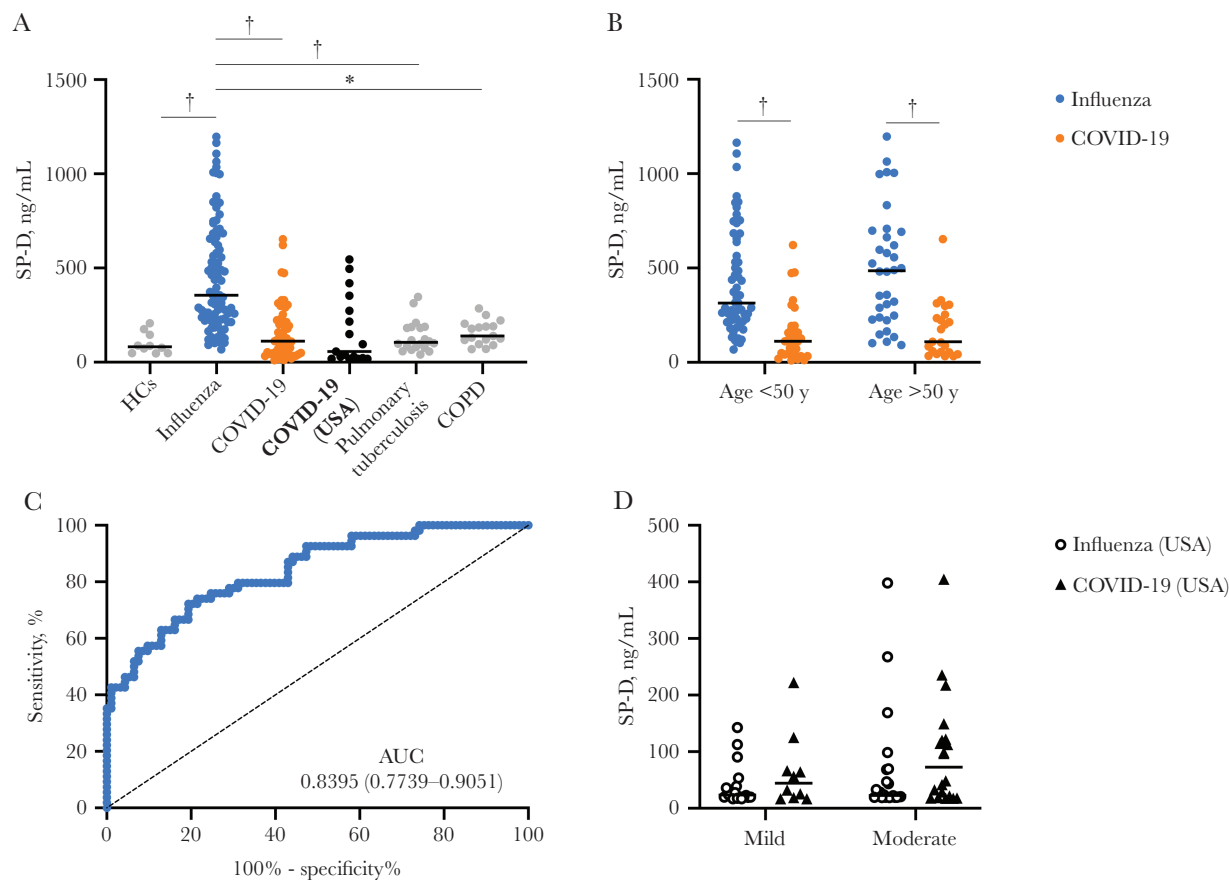 A
†
†
*
†
SP-D, ng/mL
1500
1000
500
0
HCs
Influenza
COVID-19
COVID-19
(USA)
Pulmonary
tuberculosis
COPD
B
†
†
SP-D, ng/mL
1500
1000
500
0
Age <50 y
Age >50 y
Influenza
COVID-19
C
Sensitivity, %
100
80
60
40
20
0
AUC
0.8395 (0.7739–0.9051)
0
20
40
60
80
100
100% - specificity%
D
SP-D, ng/mL
500
400
300
200
100
0
Mild
Moderate
Influenza (USA)
COVID-19 (USA)